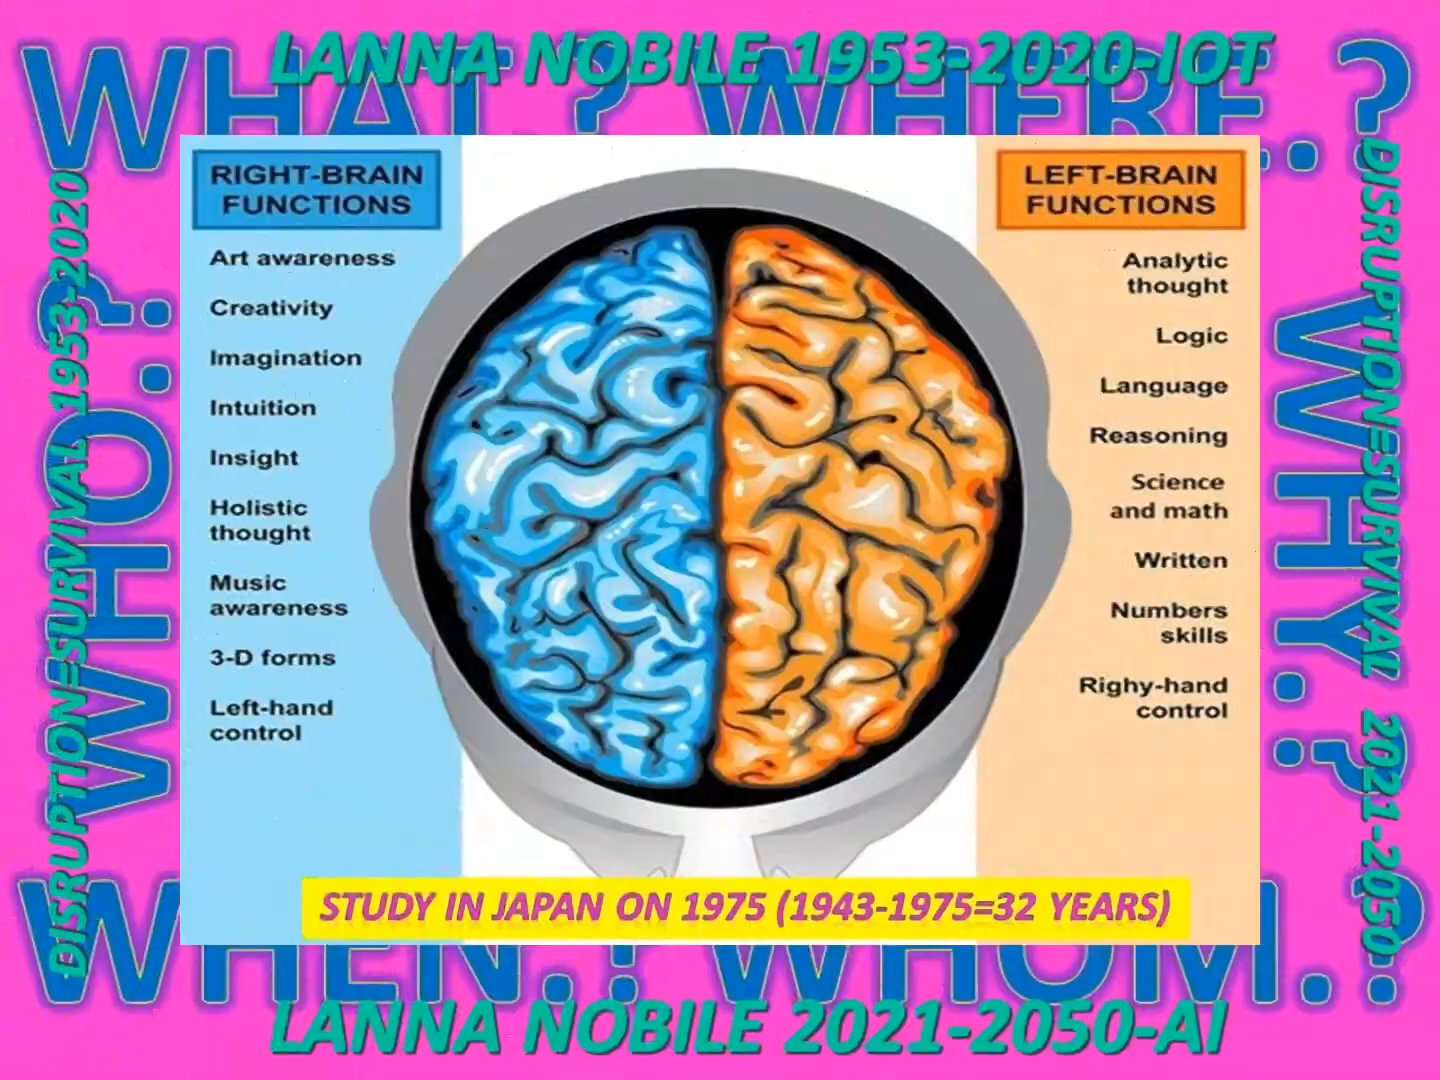 LANNA NOBILE 1953-2020-IOT
WHAT.? WHERE.?
DISRUPTION=SURVIVAL 1953-2020
WHO.?
RIGHT-BRAIN
FUNCTIONS
Art awareness
Creativity
Imagination
Intuition
Insight
Holistic
thought
Music
awareness
3-D forms
Left-hand
control
LEFT-BRAIN
FUNCTIONS
Analytic
thought
Logic
Language
Reasoning
Science
and math
Written
Numbers
skills
Righy-hand
control
DISRUPTION=SURVIVAL 2021-2050
WHY.?
STUDY IN JAPAN ON 1975 (1943-1975=32 YEARS)
WHEN.? WHOM.?
LANNA NOBILE 2021-2050-AI